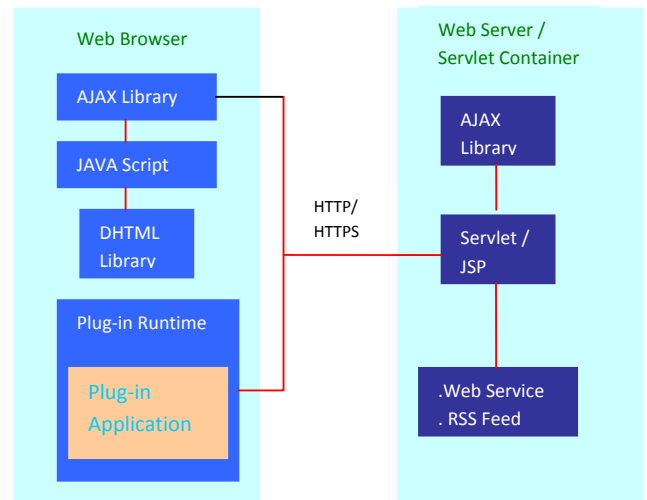 Web Browser
AJAX Library
JAVA Script
DHTML
Library
Plug-in Runtime
Plug-in
Application
HTTP/
HTTPS
Web Server /
Servlet Container
AJAX
Library
Servlet /
JSP
.Web Service
. RSS Feed